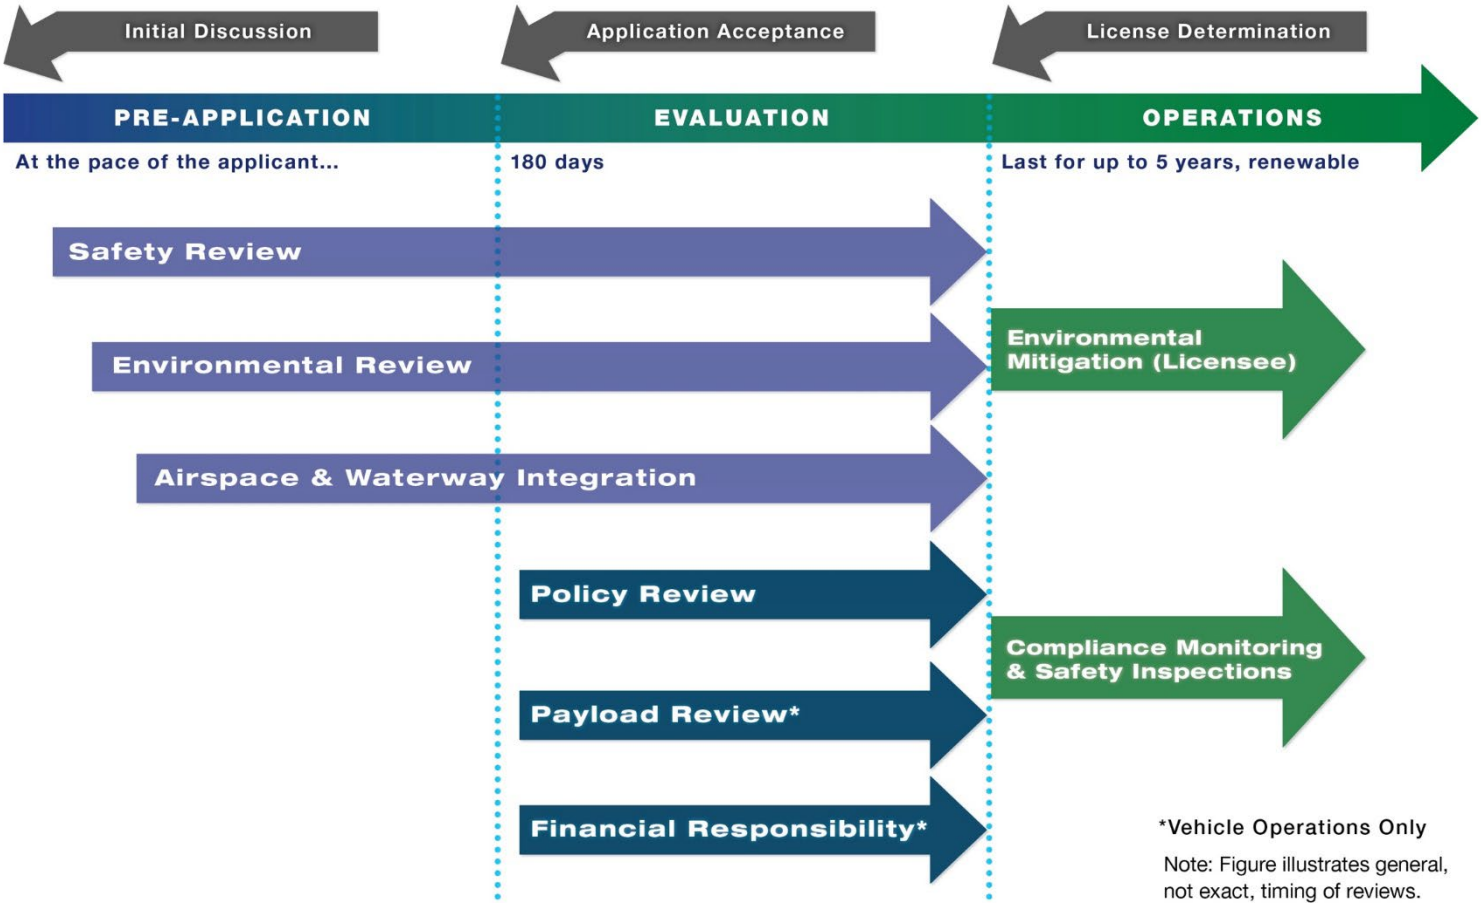 Initial Discussion
Application Acceptance
License Determination
PRE-APPLICATION
EVALUATION
OPERATIONS
At the pace of the applicant...
180 days
Last for up to 5 years, renewable
Safety Review
Environmental Review
Airspace & Waterway Integration
Policy Review
Payload Review*
Financial Responsibility*
Environmental
Mitigation (Licensee)
Compliance Monitoring
& Safety Inspections
*Vehicle Operations Only
Note: Figure illustrates general,
not exact, timing of reviews.